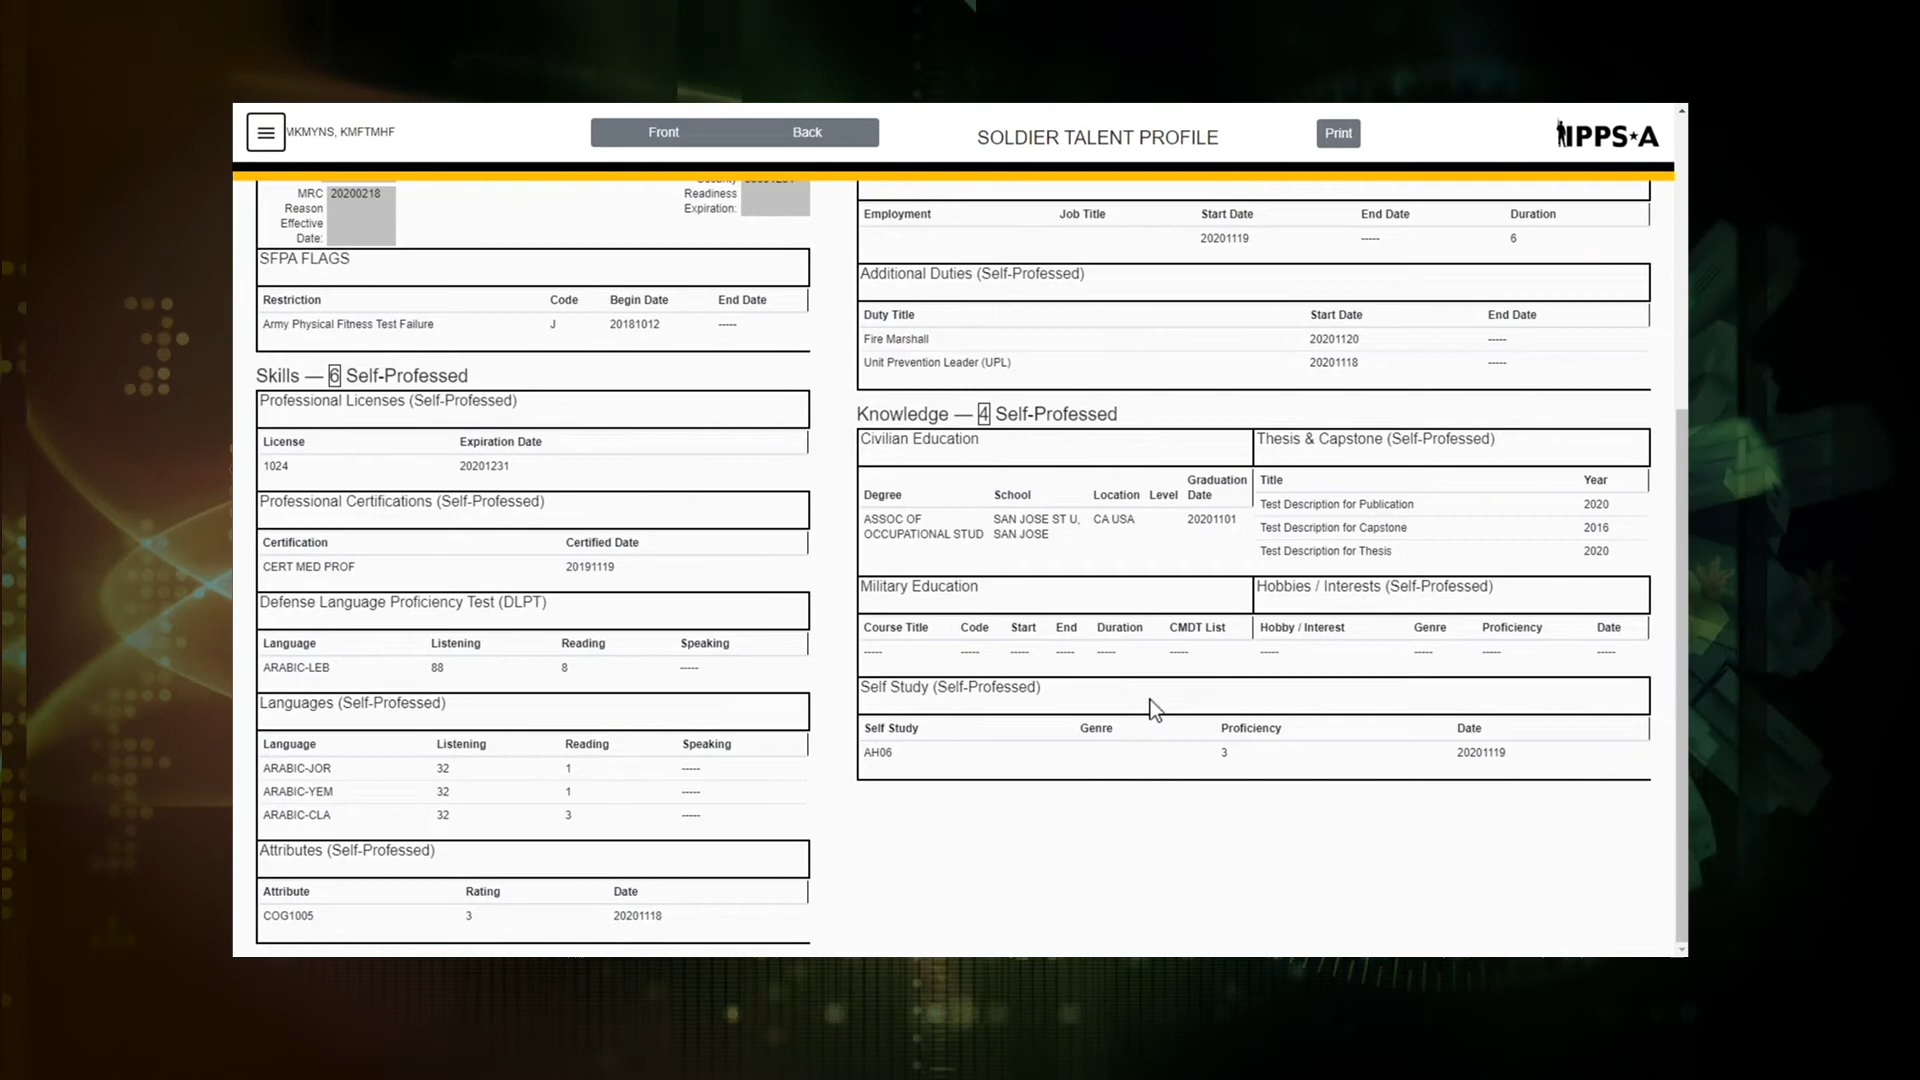 MKMYNS, KMFTMHF
Front Back
SOLDIER TALENT PROFILE
Print
IPPS★A
MRC 20200218
Reason
Effective
Date:
Readiness
Expiration:
SFPA FLAGS
Restriction Code Begin Date End Date
Army Physical Fitness Test Failure J 20181012 -----
Skills — 6 Self-Professed
Professional Licenses (Self-Professed)
License Expiration Date
1024 20201231
Professional Certifications (Self-Professed)
Certification Certified Date
CERT MED PROF 20191119
Defense Language Proficiency Test (DLPT)
Language Listening Reading Speaking
ARABIC-LEB 88 8 -----
Languages (Self-Professed)
Language Listening Reading Speaking
ARABIC-JOR 32 1 -----
ARABIC-YEM 32 1 -----
ARABIC-CLA 32 3 -----
Attributes (Self-Professed)
Attribute Rating Date
COG1005 3 20201118
Employment Job Title Start Date End Date Duration
20201119 ----- 6
Additional Duties (Self-Professed)
Duty Title Start Date End Date
Fire Marshall 20201120 -----
Unit Prevention Leader (UPL) 20201118 -----
Knowledge — 4 Self-Professed
Civilian Education
Degree School Location Level Graduation Date
ASSOC OF SAN JOSE ST U, CA USA 20201101
OCCUPATIONAL STUD SAN JOSE
Thesis & Capstone (Self-Professed)
Title Year
Test Description for Publication 2020
Test Description for Capstone 2016
Test Description for Thesis 2020
Military Education
Course Title Code Start End Duration CMDT List
----- ----- ----- ----- ----- -----
Hobbies / Interests (Self-Professed)
Hobby / Interest Genre Proficiency Date
----- ----- ----- -----
Self Study (Self-Professed)
Self Study Genre Proficiency Date
AH06 3 20201119